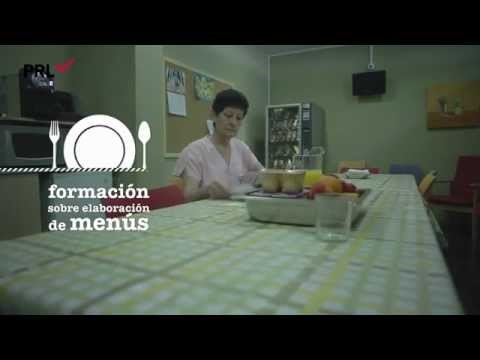 PRL
formación
sobre elaboración
de menús